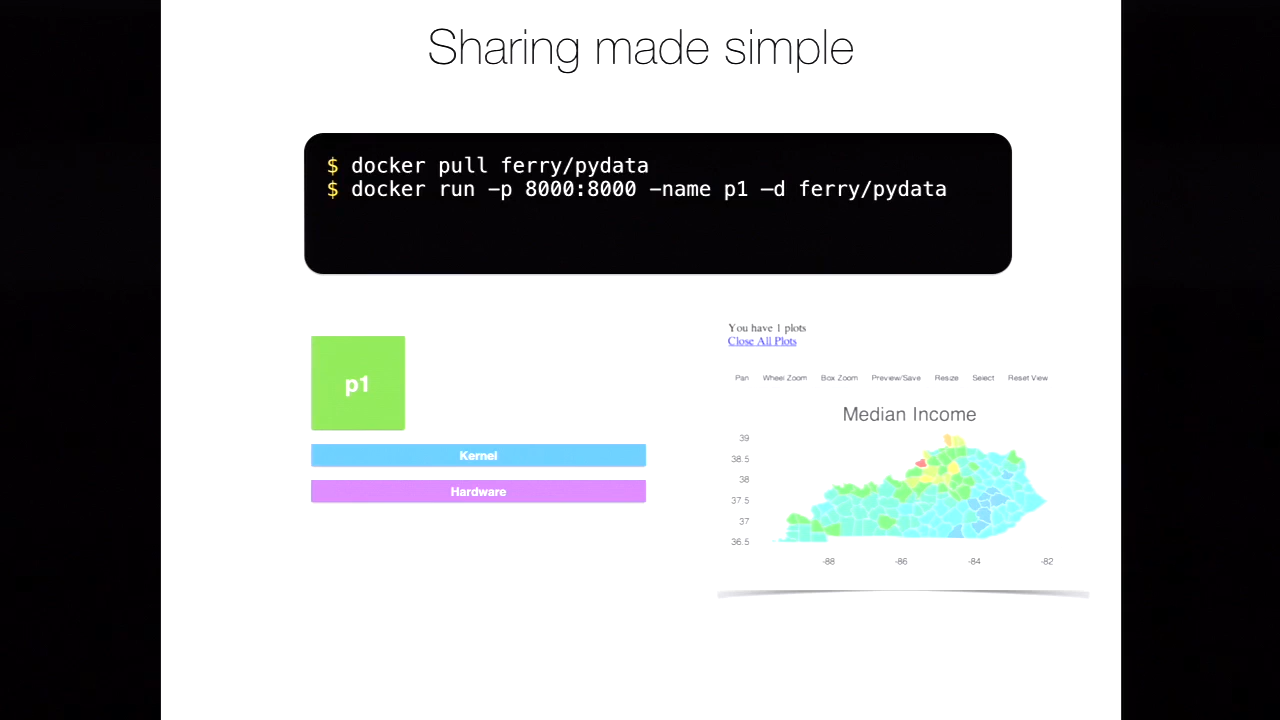 Sharing made simple
$ docker pull ferry/pydata
$ docker run –p 8000:8000 –name p1 –d ferry/pydata
p1
Kernel
Hardware
You have 1 plots
Close All Plots
Pan Wheel Zoom Box Zoom Preview/Save Resize Select Reset View
Median Income
39
38.5
38
37.5
37
36.5
-88 -86 -84 -82